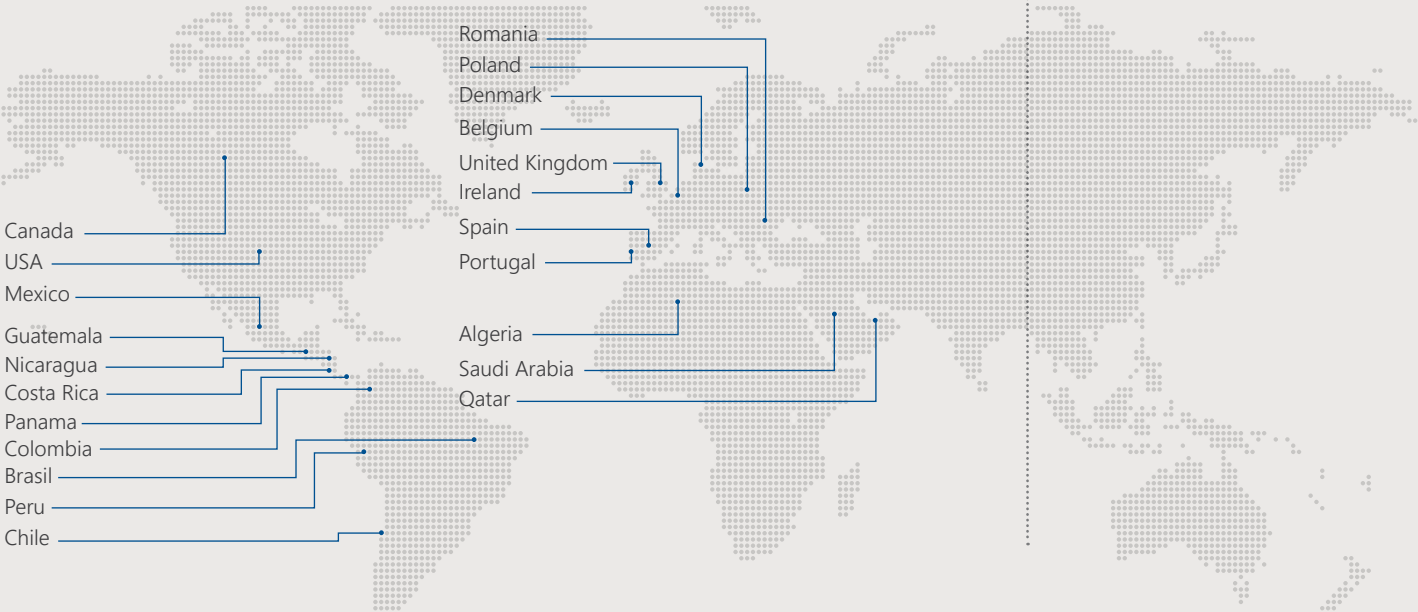 Canada
USA
Mexico
Guatemala
Nicaragua
Costa Rica
Panama
Colombia
Brasil
Peru
Chile
Romania
Poland
Denmark
Belgium
United Kingdom
Ireland
Spain
Portugal
Algeria
Saudi Arabia
Qatar